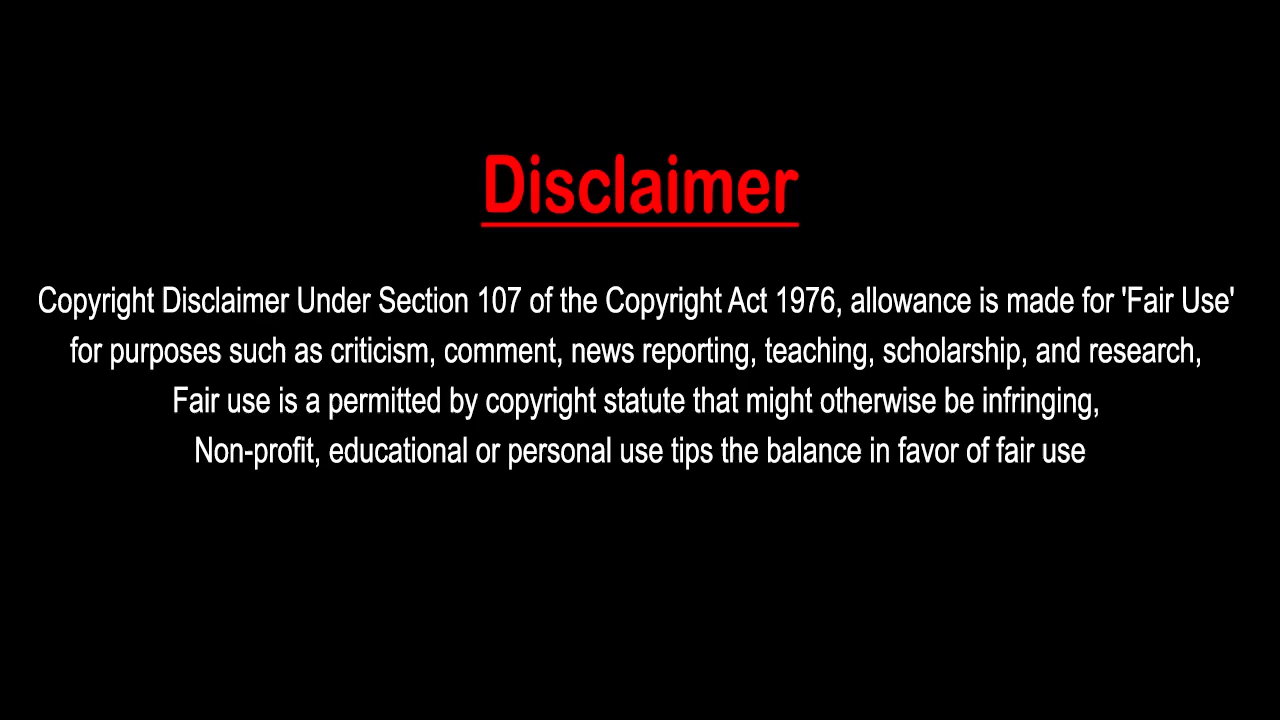 Disclaimer
Copyright Disclaimer Under Section 107 of the Copyright Act 1976, allowance is made for 'Fair Use'
for purposes such as criticism, comment, news reporting, teaching, scholarship, and research,
Fair use is a permitted by copyright statute that might otherwise be infringing,
Non-profit, educational or personal use tips the balance in favor of fair use